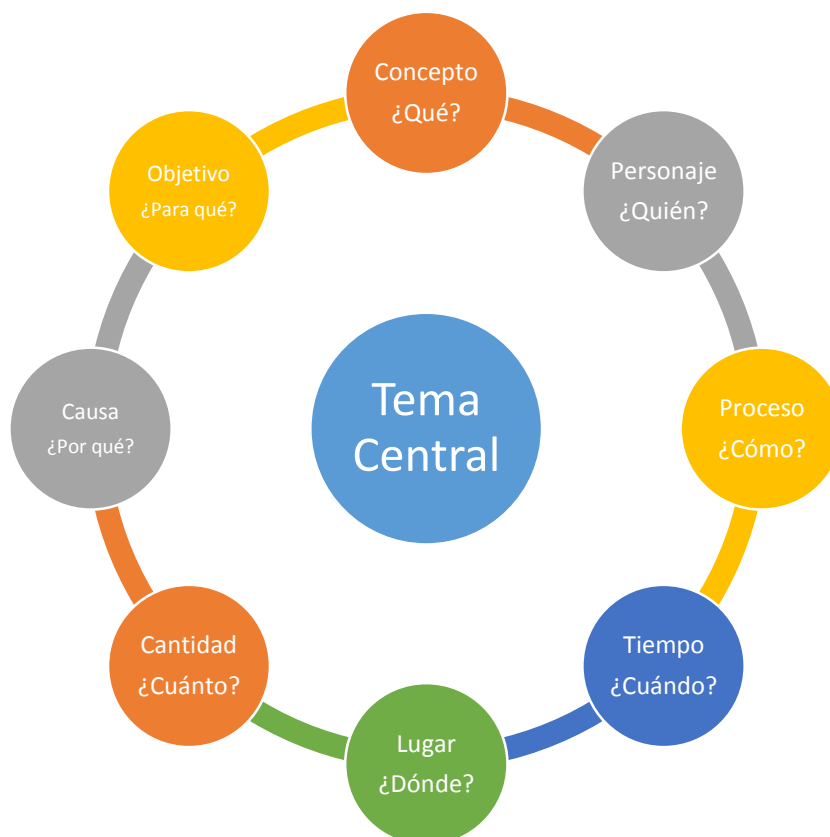 Concepto
¿Qué?
Personaje
¿Quién?
Proceso
¿Cómo?
Tiempo
¿Cuándo?
Lugar
¿Dónde?
Cantidad
¿Cuánto?
Causa
¿Por qué?
Objetivo
¿Para qué?
Tema
Central